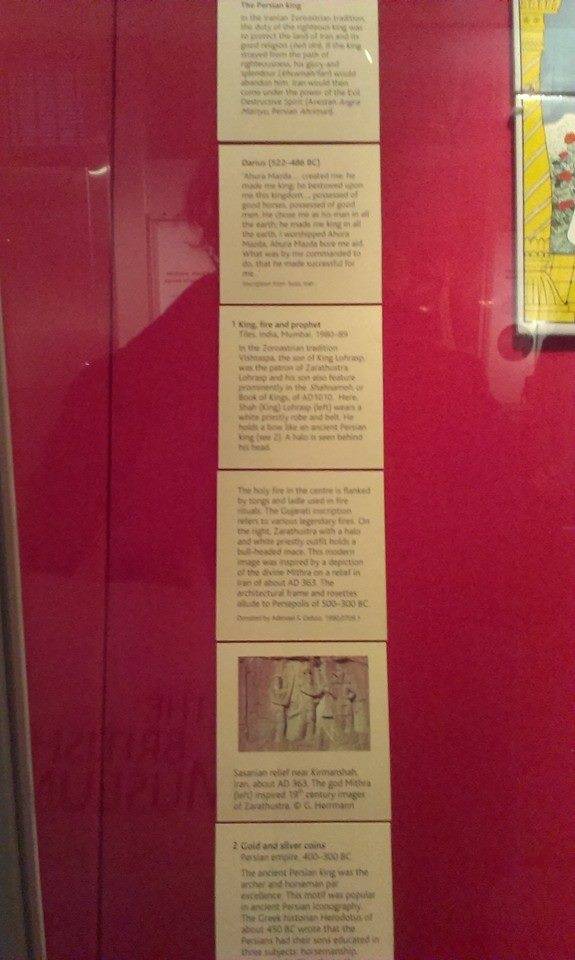 The Persian king
In the Iranian Zoroastrian tradition,
the duty of the righteous king was
to protect the land of Iran and its
good religion (beh din). If the king
strayed from the path of
righteousness, his glory and
splendour (khvarnah/farr) would
abandon him. Iran would then
come under the power of the Evil
Destructive Spirit (Avestan Angra
Mainyu, Persian Ahriman).
Darius (522–486 BC)
'Ahura Mazda... created me; he
made me king; he bestowed upon
me this kingdom..., possessed of
good horses, possessed of good
men. He chose me as his man in all
the earth; he made me king in all
the earth. I worshipped Ahura
Mazda. Ahura Mazda bore me aid.
What was by me commanded to
do, that he made successful for
me.
Inscription from Susa, Iran
1 King, fire and prophet
Tiles, India, Mumbai, 1980–89
In the Zoroastrian tradition
Vishtaspa, the son of King Lohrasp,
was the patron of Zarathustra.
Lohrasp and his son also feature
prominently in the Shahnameh, or
Book of Kings, of AD1010. Here,
Shah (King) Lohrasp (left) wears a
white priestly robe and belt. He
holds a bow like an ancient Persian
king (see 2). A halo is seen behind
his head.
The holy fire in the centre is flanked
by tongs and ladle used in fire
rituals. The Gujarati inscription
refers to various legendary fires. On
the right, Zarathustra with a halo
and white priestly outfit holds a
bull-headed mace. This modern
image was inspired by a depiction
of the divine Mithra on a relief in
Iran of about AD 363. The
architectural frame and rosettes
allude to Persepolis of 500–300 BC.
Donated by
Sasanian relief near Kirmanshah,
Iran, about AD 363. The god Mithra
(left) inspired 19th century images
of Zarathustra. © G. Herrmann
2 Gold and silver coins
Persian empire, 400–300 BC
The ancient Persian king was the
archer and horseman par
excellence. This motif was popular
in ancient Persian iconography.
The Greek historian Herodotus of
about 450 BC wrote that the
Persians had their sons educated in
three subjects: horsemanship,
THE
BRITISH
MUSEUM